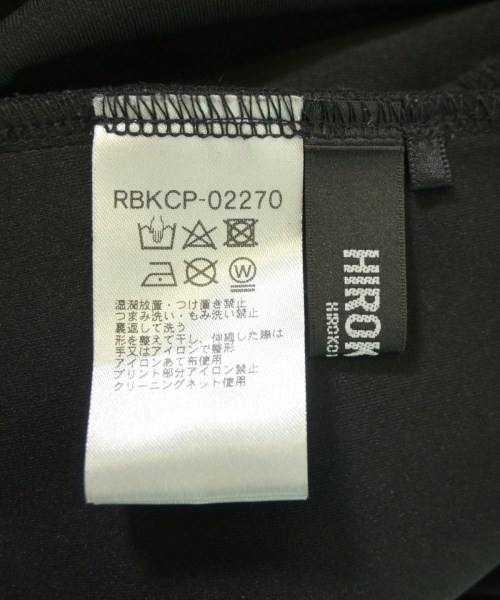 RBKCP-02270
W
湿潤放置・つけ置き禁止
つまみ洗い・もみ洗い禁止
裏返して洗う
形を整えて干し、伸縮した際は
手又はアイロンで整形
アイロンあて布使用
プリント部分アイロン禁止
クリーニングネット使用
HIROK
HIROKO